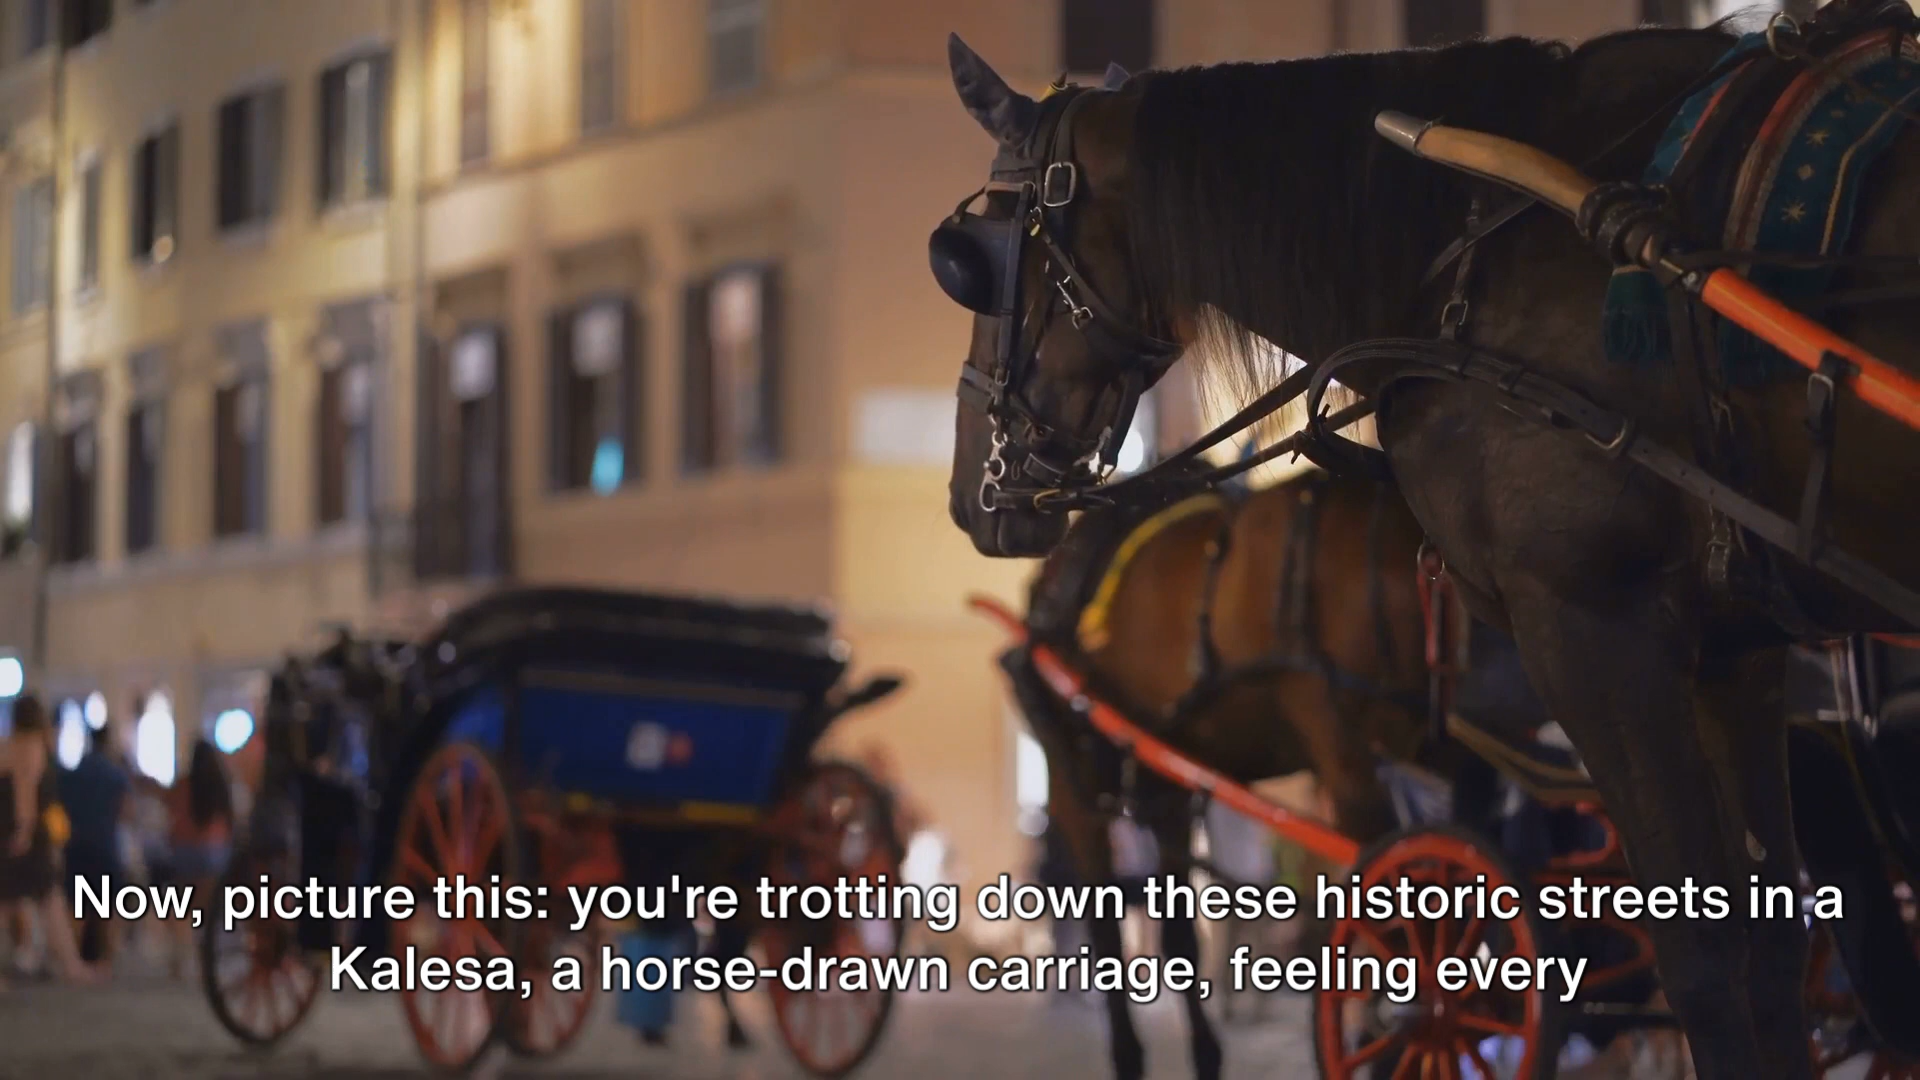 Now, picture this: you're trotting down these historic streets in a
Kalesa, a horse-drawn carriage, feeling every